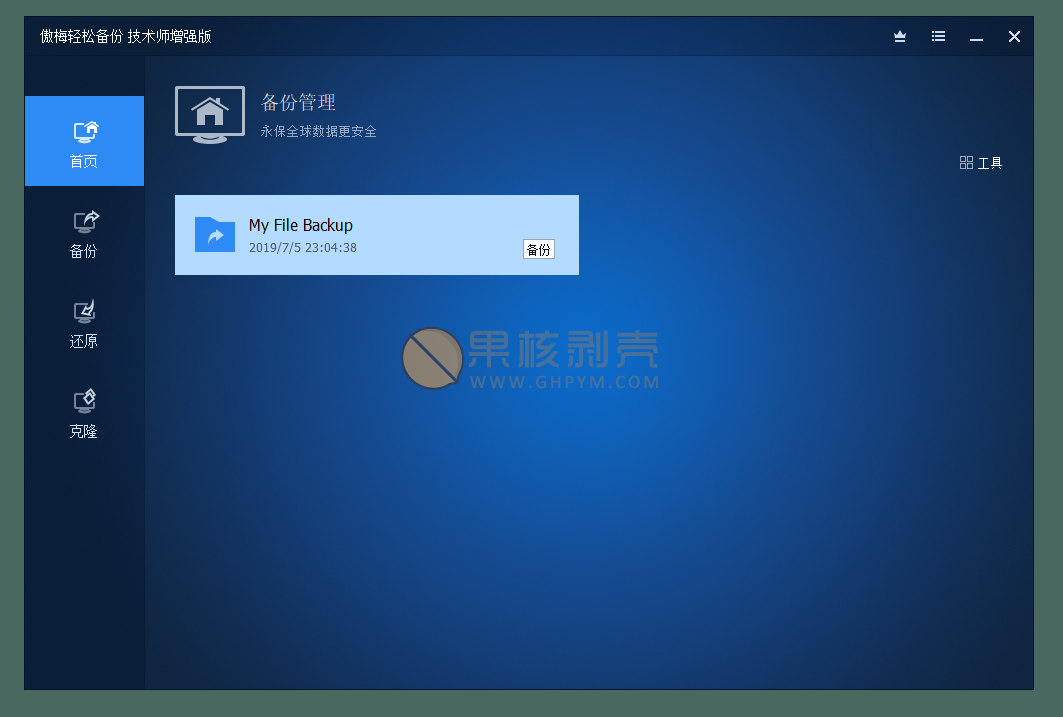 傲梅轻松备份 技术师增强版
首页
备份
还原
克隆
备份管理
永保全球数据更安全
工具
My File Backup
2019/7/5 23:04:38
备份
果核剥壳
WWW.GHPYM.COM